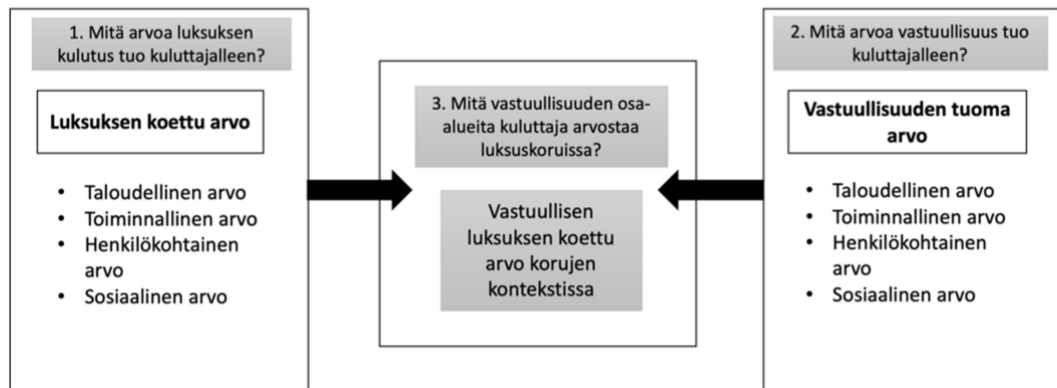 1. Mitä arvoa luksuksen
kulutus tuo kuluttajalleen?
Luksuksen koettu arvo
• Taloudellinen arvo
• Toiminnallinen arvo
• Henkilökohtainen
arvo
• Sosiaalinen arvo
3. Mitä vastuullisuuden osa-
alueita kuluttaja arvostaa
luksuskoruissa?
Vastuullisen
luksuksen koettu
arvo korujen
kontekstissa
2. Mitä arvoa vastuullisuus tuo
kuluttajalleen?
Vastuullisuuden tuoma
arvo
• Taloudellinen arvo
• Toiminnallinen arvo
• Henkilökohtainen
arvo
• Sosiaalinen arvo